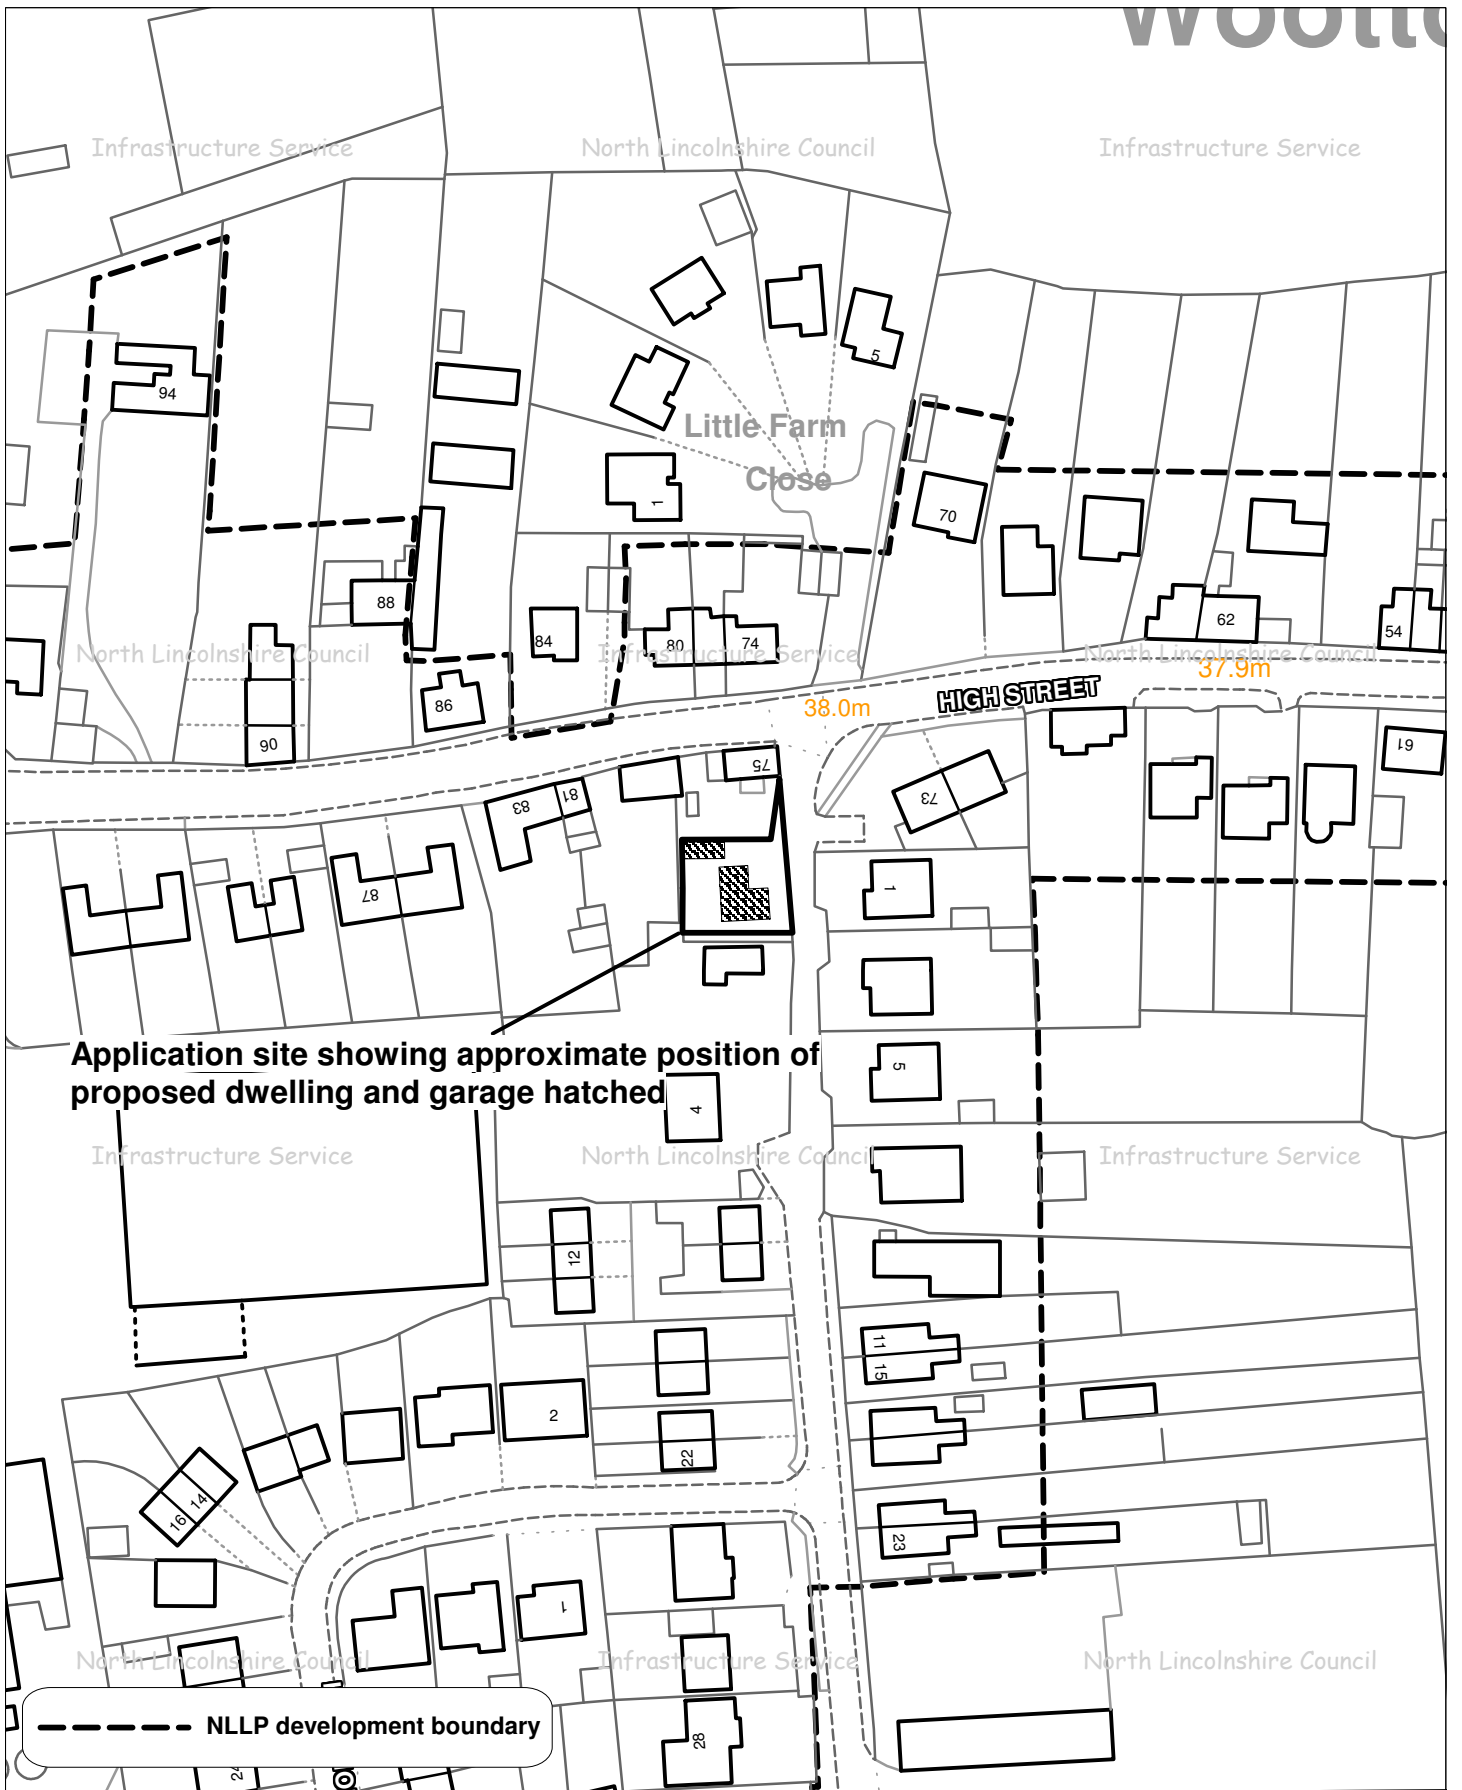 Wootto
Infrastructure Service
North Lincolnshire Council
Infrastructure Service
5
94
Little Farm
Close
1
70
88
84
80
74
62
54
North Lincolnshire Council
Infrastructure Service
North Lincolnshire Council
37.9m
HIGH STREET
38.0m
86
90
75
61
81
83
73
87
1
Application site showing approximate position of
proposed dwelling and garage hatched
5
4
Infrastructure Service
North Lincolnshire Council
Infrastructure Service
12
11
15
2
22
14
16
23
1
North Lincolnshire Council
Infrastructure Service
North Lincolnshire Council
NLLP development boundary
28